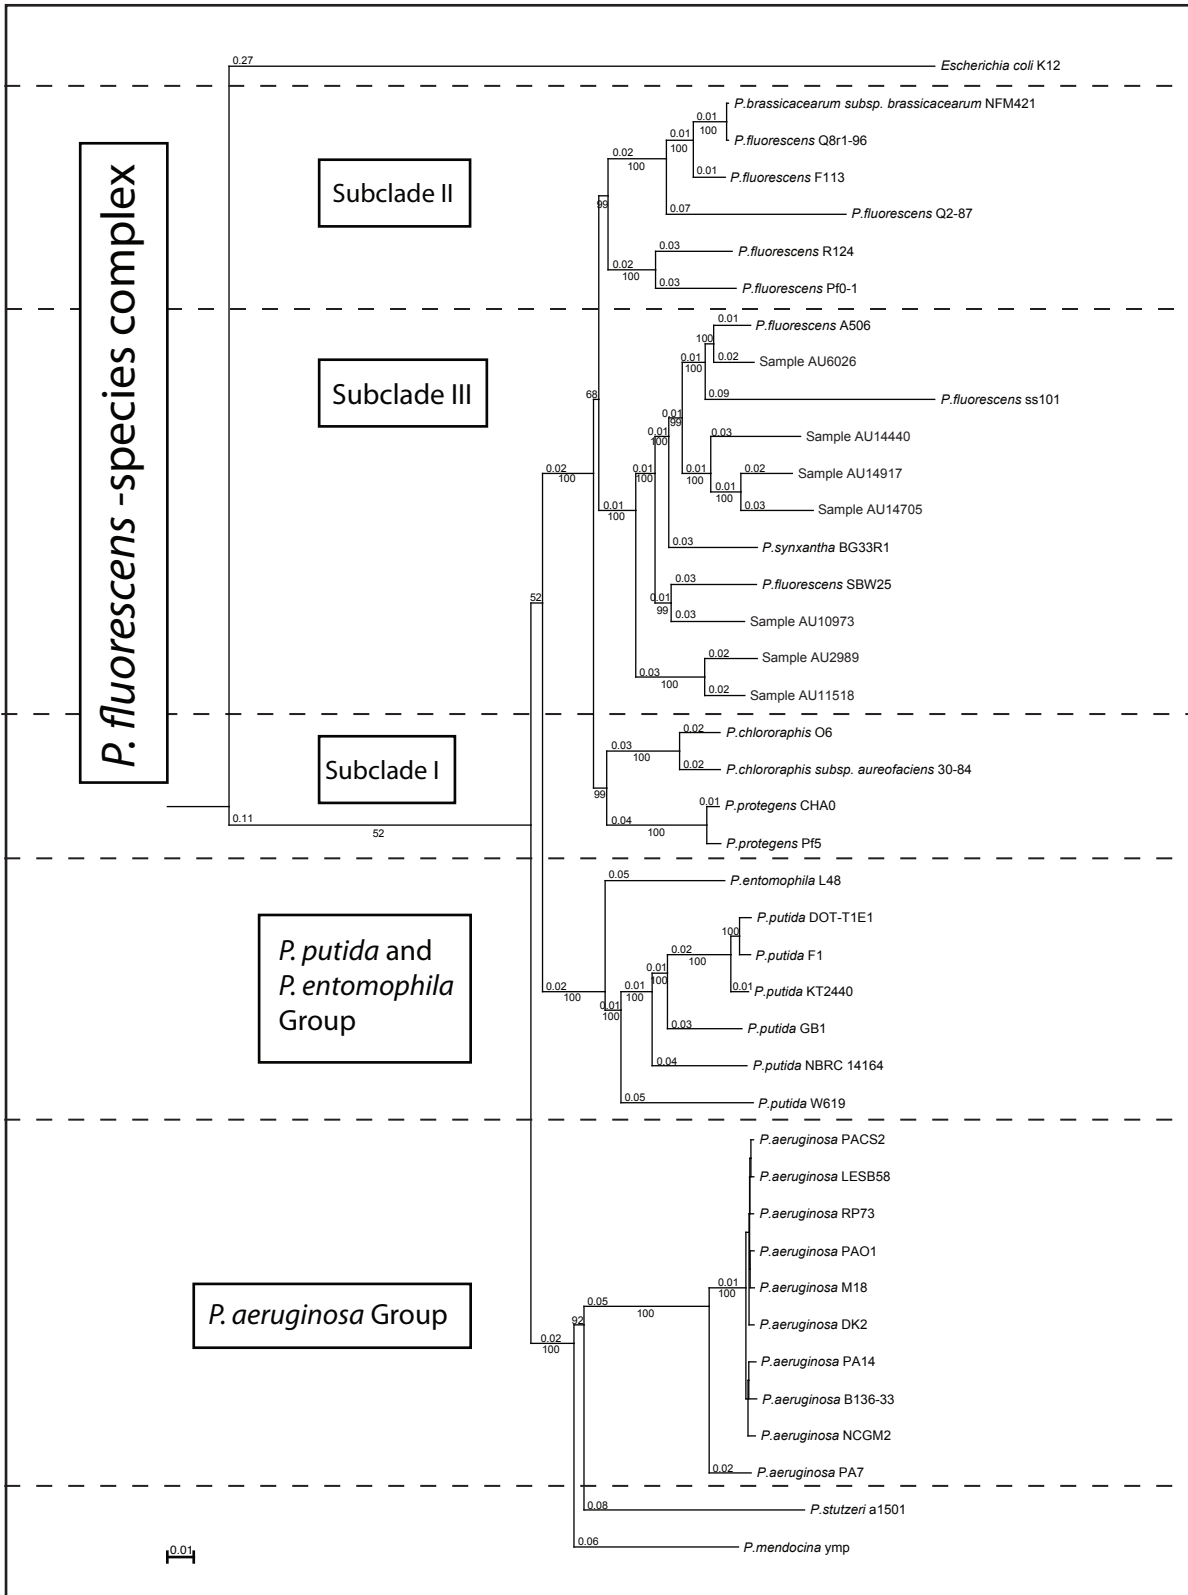 0.27
Escherichia coli K12
P. fluorescens -species complex
Subclade II
P.brassicacearum subsp. brassicacearum NFM421
0.01
100
0.01
100
P.fluorescens Q8r1-96
0.02
100
0.01
P.fluorescens F113
99
0.07
P.fluorescens Q2-87
0.03
P.fluorescens R124
0.02
100
0.03
P.fluorescens Pf0-1
Subclade III
0.01
P.fluorescens A506
100
0.01
100
0.02
Sample AU6026
68
0.09
P.fluorescens ss101
0.01
99
0.01
100
0.03
Sample AU14440
0.02
100
0.01
100
0.01
100
0.02
Sample AU14917
0.01
100
0.01
100
0.03
Sample AU14705
0.03
P.synxantha BG33R1
52
0.03
P.fluorescens SBW25
0.01
99
0.03
Sample AU10973
0.02
Sample AU2989
0.03
100
0.02
Sample AU11518
Subclade I
0.02
P.chlororaphis O6
0.03
100
0.02
P.chlororaphis subsp. aureofaciens 30-84
99
0.01
P.protegens CHA0
0.11
52
0.04
100
P.protegens Pf5
P. putida and
P. entomophila
Group
0.05
P.entomophila L48
P.putida DOT-T1E1
100
0.02
100
P.putida F1
0.01
100
0.02
100
0.01
100
0.01
P.putida KT2440
0.01
100
0.03
P.putida GB1
0.04
P.putida NBRC 14164
0.05
P.putida W619
P. aeruginosa Group
P.aeruginosa PACS2
P.aeruginosa LESB58
P.aeruginosa RP73
P.aeruginosa PAO1
0.01
100
P.aeruginosa M18
0.05
100
92
P.aeruginosa DK2
0.02
100
P.aeruginosa PA14
P.aeruginosa B136-33
P.aeruginosa NCGM2
0.02
P.aeruginosa PA7
0.08
P.stutzeri a1501
0.06
P.mendocina ymp
0.01